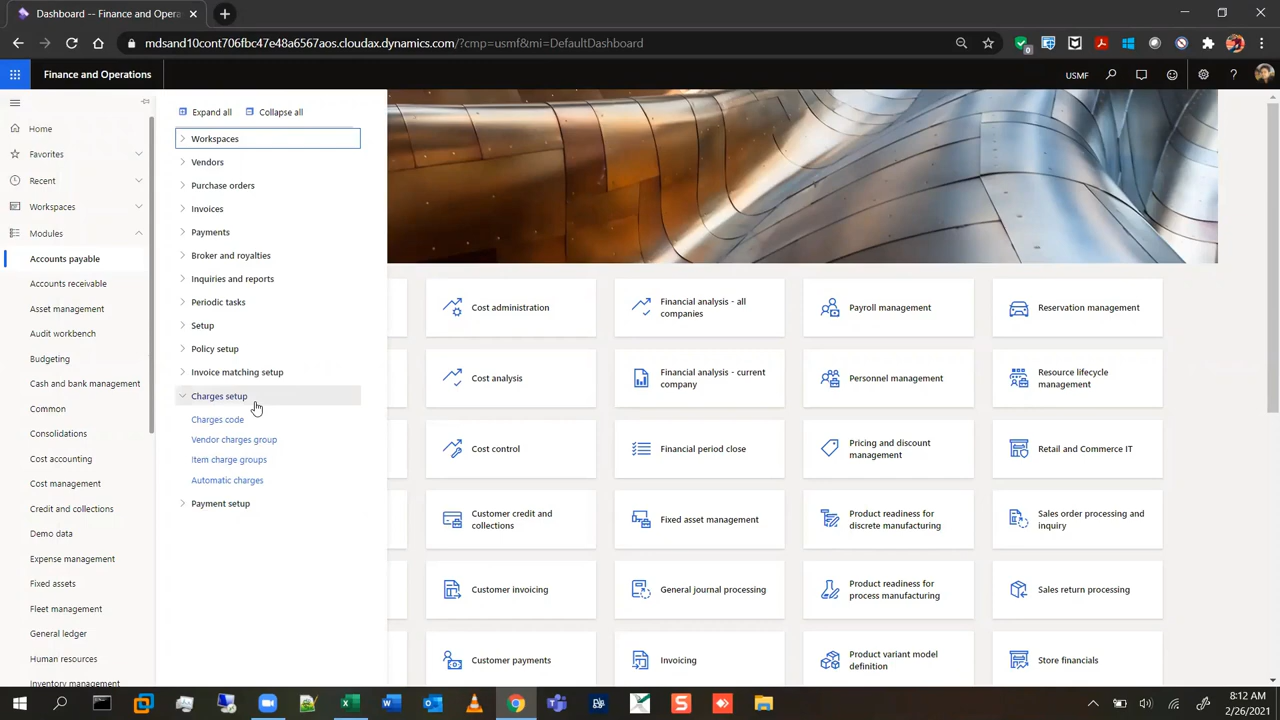 Dashboard -- Finance and Operati
mdsand10cont706fbc47e48a6567aos.cloudax.dynamics.com/?cmp=usmf&mi=DefaultDashboard
Finance and Operations
USMF
Home
Favorites
Recent
Workspaces
Modules
Accounts payable
Accounts receivable
Asset management
Audit workbench
Budgeting
Cash and bank management
Common
Consolidations
Cost accounting
Cost management
Credit and collections
Demo data
Expense management
Fixed assets
Fleet management
General ledger
Human resources
Inventory management
Expand all
Collapse all
Workspaces
Vendors
Purchase orders
Invoices
Payments
Broker and royalties
Inquiries and reports
Periodic tasks
Setup
Policy setup
Invoice matching setup
Charges setup
Charges code
Vendor charges group
Item charge groups
Automatic charges
Payment setup
Cost administration
Financial analysis - all
companies
Payroll management
Reservation management
Cost analysis
Financial analysis - current
company
Personnel management
Resource lifecycle
management
Cost control
Financial period close
Pricing and discount
management
Retail and Commerce IT
Customer credit and
collections
Fixed asset management
Product readiness for
discrete manufacturing
Sales order processing and
inquiry
Customer invoicing
General journal processing
Product readiness for
process manufacturing
Sales return processing
Customer payments
Invoicing
Product variant model
definition
Store financials
8:12 AM
2/26/2021